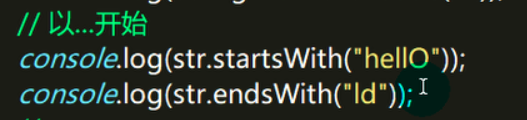 // 以...开始
console.log(str.startsWith("hellO"));
console.log(str.endsWith("ld"));